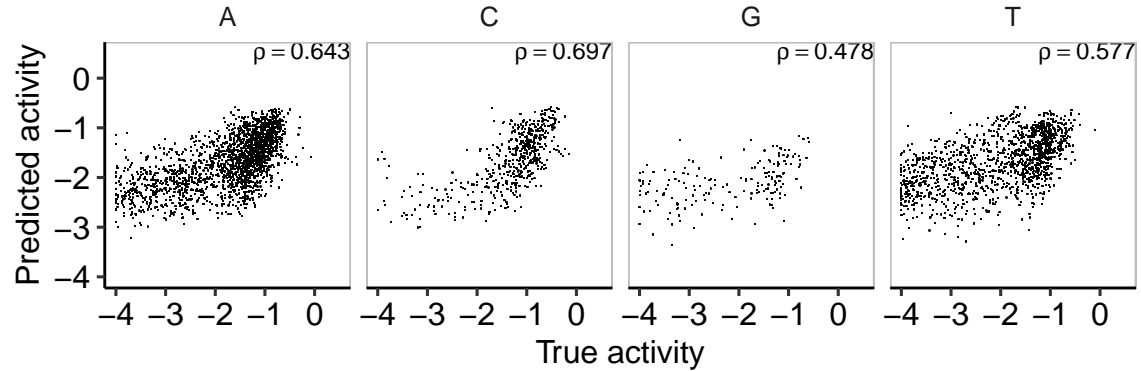 A C G T
ρ = 0.643 ρ = 0.697 ρ = 0.478 ρ = 0.577
Predicted activity
0
−1
−2
−3
−4
−4 −3 −2 −1 0 −4 −3 −2 −1 0 −4 −3 −2 −1 0 −4 −3 −2 −1 0
True activity